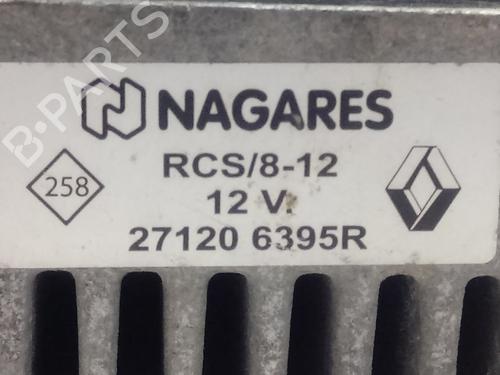 B-PARTS
NAGARES
258
RCS/8-12
12 V.
27120 6395R